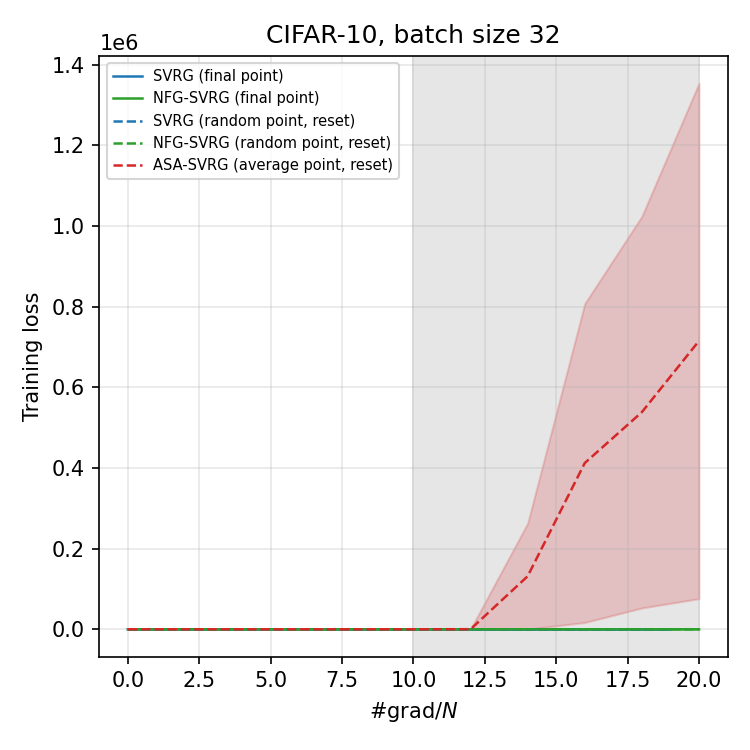 CIFAR-10, batch size 32
1e6
1.4
1.2
1.0
0.8
0.6
0.4
0.2
0.0
Training loss
SVRG (final point)
NFG-SVRG (final point)
SVRG (random point, reset)
NFG-SVRG (random point, reset)
ASA-SVRG (average point, reset)
0.0 2.5 5.0 7.5 10.0 12.5 15.0 17.5 20.0
#grad/N